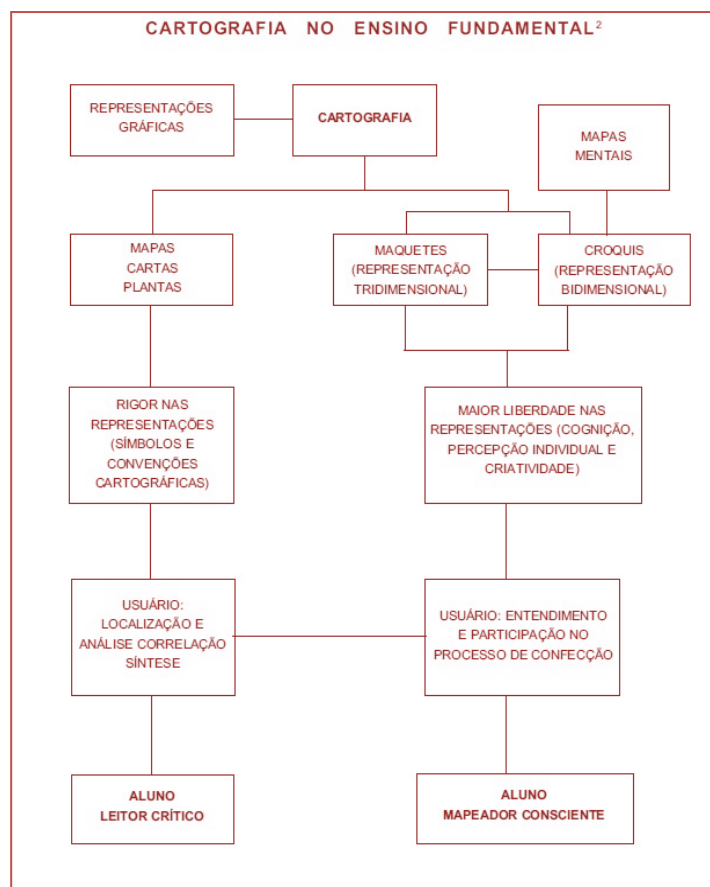 CARTOGRAFIA NO ENSINO FUNDAMENTAL²
REPRESENTAÇÕES
GRÁFICAS
CARTOGRAFIA
MAPAS
MENTAIS
MAPAS
CARTAS
PLANTAS
MAQUETES
(REPRESENTAÇÃO
TRIDIMENSIONAL)
CROQUIS
(REPRESENTAÇÃO
BIDIMENSIONAL)
RIGOR NAS
REPRESENTAÇÕES
(SÍMBOLOS E
CONVENÇÕES
CARTOGRÁFICAS)
MAIOR LIBERDADE NAS
REPRESENTAÇÕES (COGNIÇÃO,
PERCEPÇÃO INDIVIDUAL E
CRIATIVIDADE)
USUÁRIO:
LOCALIZAÇÃO E
ANÁLISE CORRELAÇÃO
SÍNTESE
USUÁRIO: ENTENDIMENTO
E PARTICIPAÇÃO NO
PROCESSO DE CONFECÇÃO
ALUNO
LEITOR CRÍTICO
ALUNO
MAPEADOR CONSCIENTE